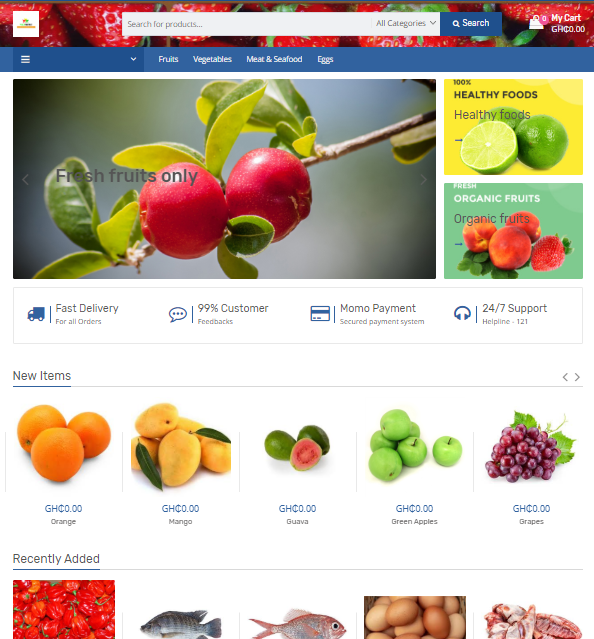 Search for products...
All Categories
Search
0
My Cart
GH₵0.00
Fruits
Vegetables
Meat & Seafood
Eggs
Fresh fruits only
100%
HEALTHY FOODS
Healthy foods
FRESH
ORGANIC FRUITS
Organic fruits
Fast Delivery
For all Orders
99% Customer
Feedbacks
Momo Payment
Secured payment system
24/7 Support
Helpline - 121
New Items
GH₵0.00
Orange
GH₵0.00
Mango
GH₵0.00
Guava
GH₵0.00
Green Apples
GH₵0.00
Grapes
Recently Added